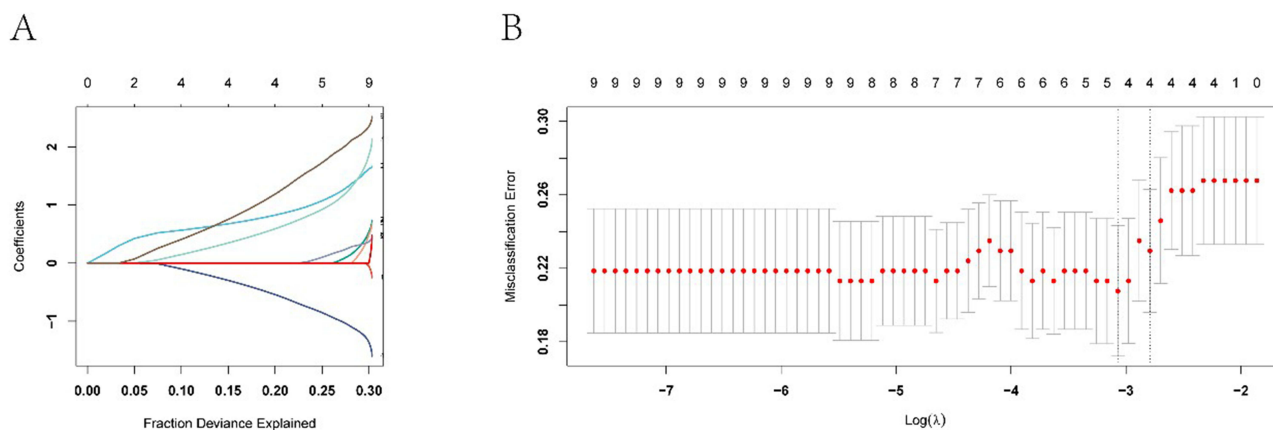 A
B
0 2 4 4 4 5 9
Coefficients
2
1
0
−1
0.00 0.05 0.10 0.15 0.20 0.25 0.30
Fraction Deviance Explained
9 9 9 9 9 9 9 9 9 9 9 9 9 8 8 8 7 7 7 6 6 6 6 5 5 4 4 4 4 4 1 0
Misclassification Error
0.30
0.26
0.22
0.18
−7 −6 −5 −4 −3 −2
Log(λ)